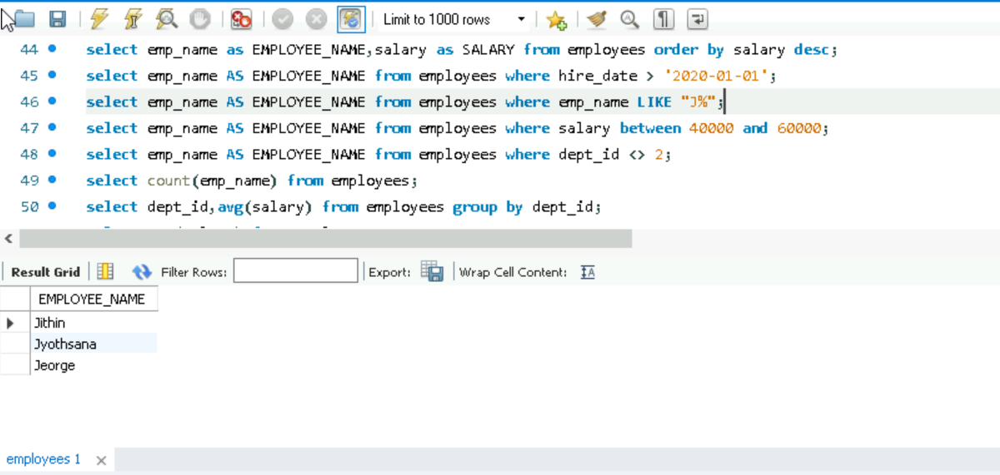 Limit to 1000 rows
44 select emp_name as EMPLOYEE_NAME,salary as SALARY from employees order by salary desc;
45 select emp_name AS EMPLOYEE_NAME from employees where hire_date > '2020-01-01';
46 select emp_name AS EMPLOYEE_NAME from employees where emp_name LIKE "J%";
47 select emp_name AS EMPLOYEE_NAME from employees where salary between 40000 and 60000;
48 select emp_name AS EMPLOYEE_NAME from employees where dept_id <> 2;
49 select count(emp_name) from employees;
50 select dept_id,avg(salary) from employees group by dept_id;
Result Grid Filter Rows: Export: Wrap Cell Content:
EMPLOYEE_NAME
Jithin
Jyothsana
Jeorge
employees 1